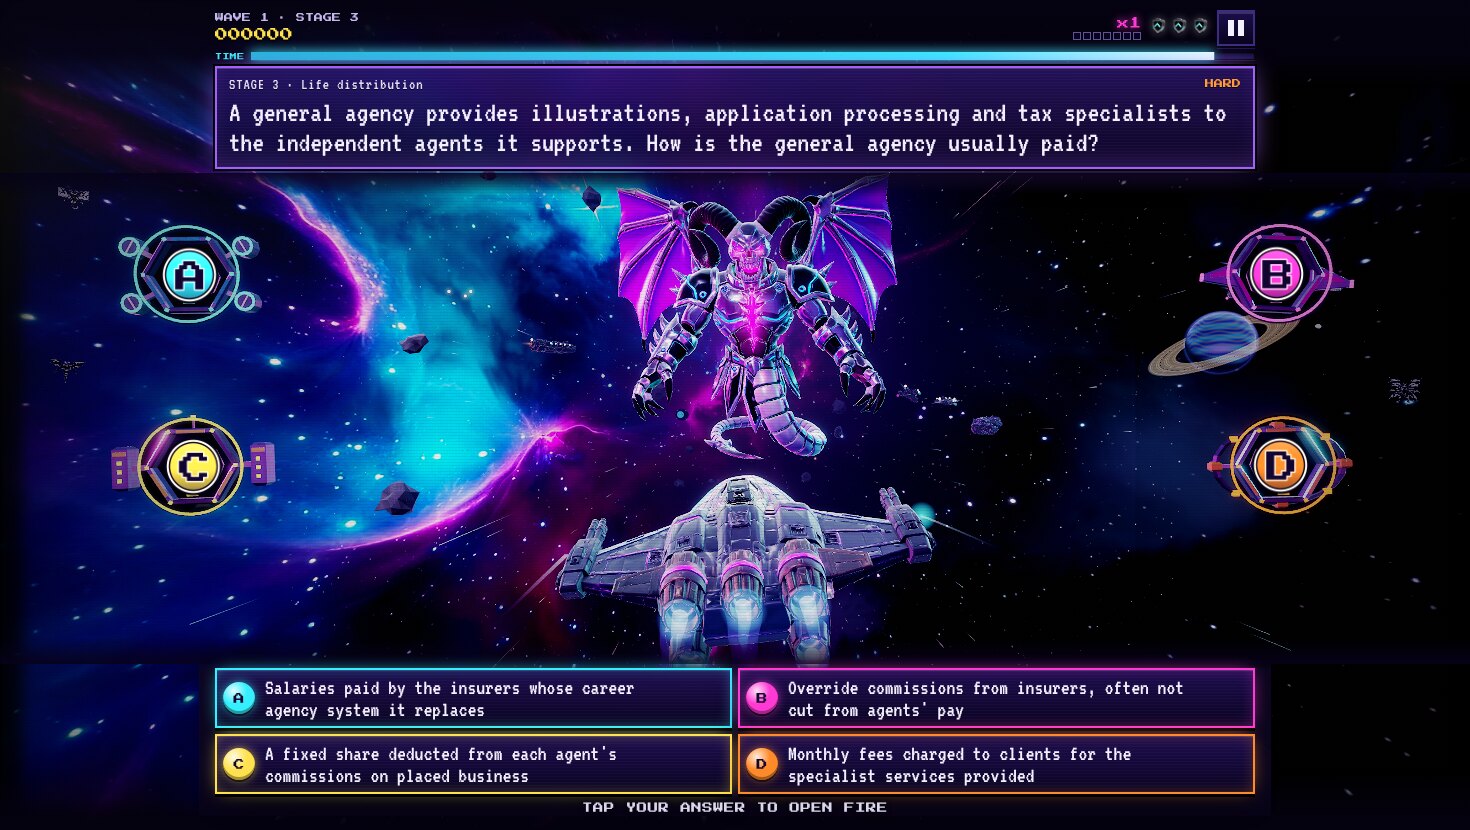 WAVE 1 · STAGE 3
000000
x1
TIME
STAGE 3 · Life distribution
HARD
A general agency provides illustrations, application processing and tax specialists to
the independent agents it supports. How is the general agency usually paid?
A
B
C
D
A Salaries paid by the insurers whose career
agency system it replaces
B Override commissions from insurers, often not
cut from agents' pay
C A fixed share deducted from each agent's
commissions on placed business
D Monthly fees charged to clients for the
specialist services provided
TAP YOUR ANSWER TO OPEN FIRE